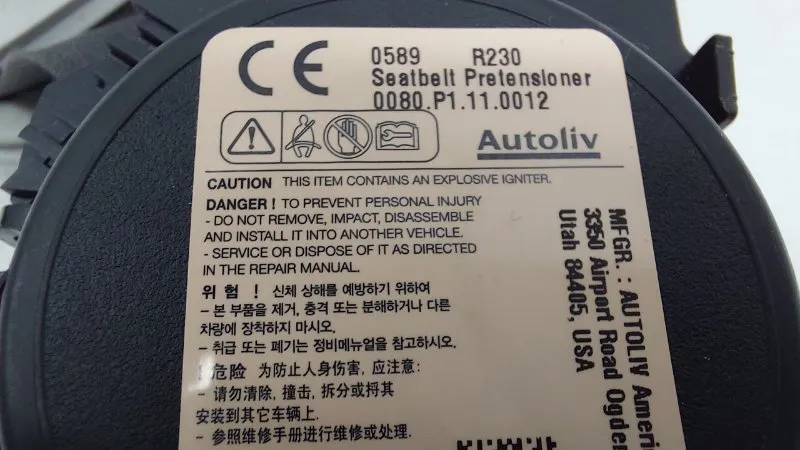 CE 0589 R230
Seatbelt Pretensioner
0080.P1.11.0012
Autoliv
CAUTION THIS ITEM CONTAINS AN EXPLOSIVE IGNITER.
DANGER ! TO PREVENT PERSONAL INJURY
- DO NOT REMOVE, IMPACT, DISASSEMBLE
AND INSTALL IT INTO ANOTHER VEHICLE.
- SERVICE OR DISPOSE OF IT AS DIRECTED
IN THE REPAIR MANUAL.
위 험 ! 신체 상해를 예방하기 위하여
- 본 부품을 제거, 충격 또는 분해하거나 다른
차량에 장착하지 마시오.
- 취급 또는 폐기는 정비메뉴얼을 참고하시오.
! 危险 为防止人身伤害, 应注意:
- 请勿清除, 撞击, 拆分或将其
安装到其它车辆上.
- 参照维修手册进行维修或处理.
MFGR. : AUTOLIV Ameri
3350 Airport Road Ogde
Utah 84405, USA